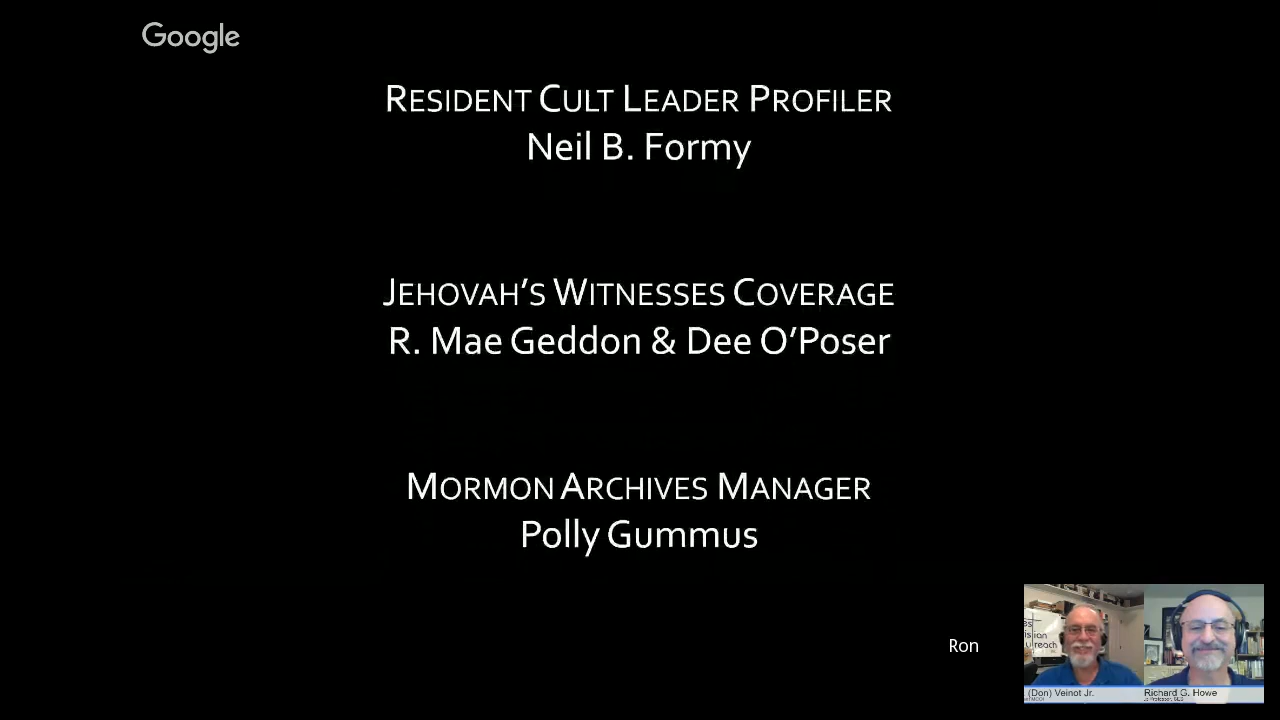 Google
RESIDENT CULT LEADER PROFILER
Neil B. Formy
JEHOVAH’S WITNESSES COVERAGE
R. Mae Geddon & Dee O’Poser
MORMON ARCHIVES MANAGER
Polly Gummus
Ron
(Don) Veinot Jr.
Richard G. Howe